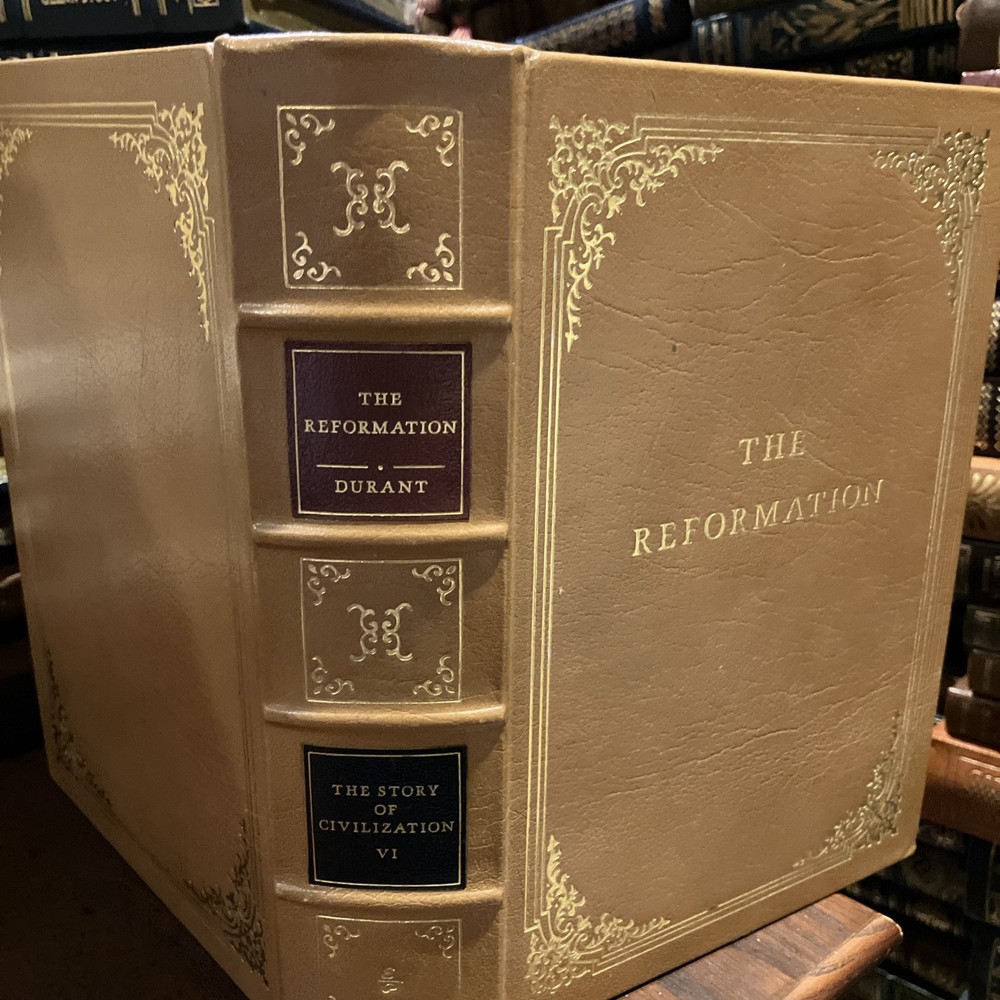 THE
REFORMATION
DURANT
THE STORY
OF
CIVILIZATION
VI
THE
REFORMATION